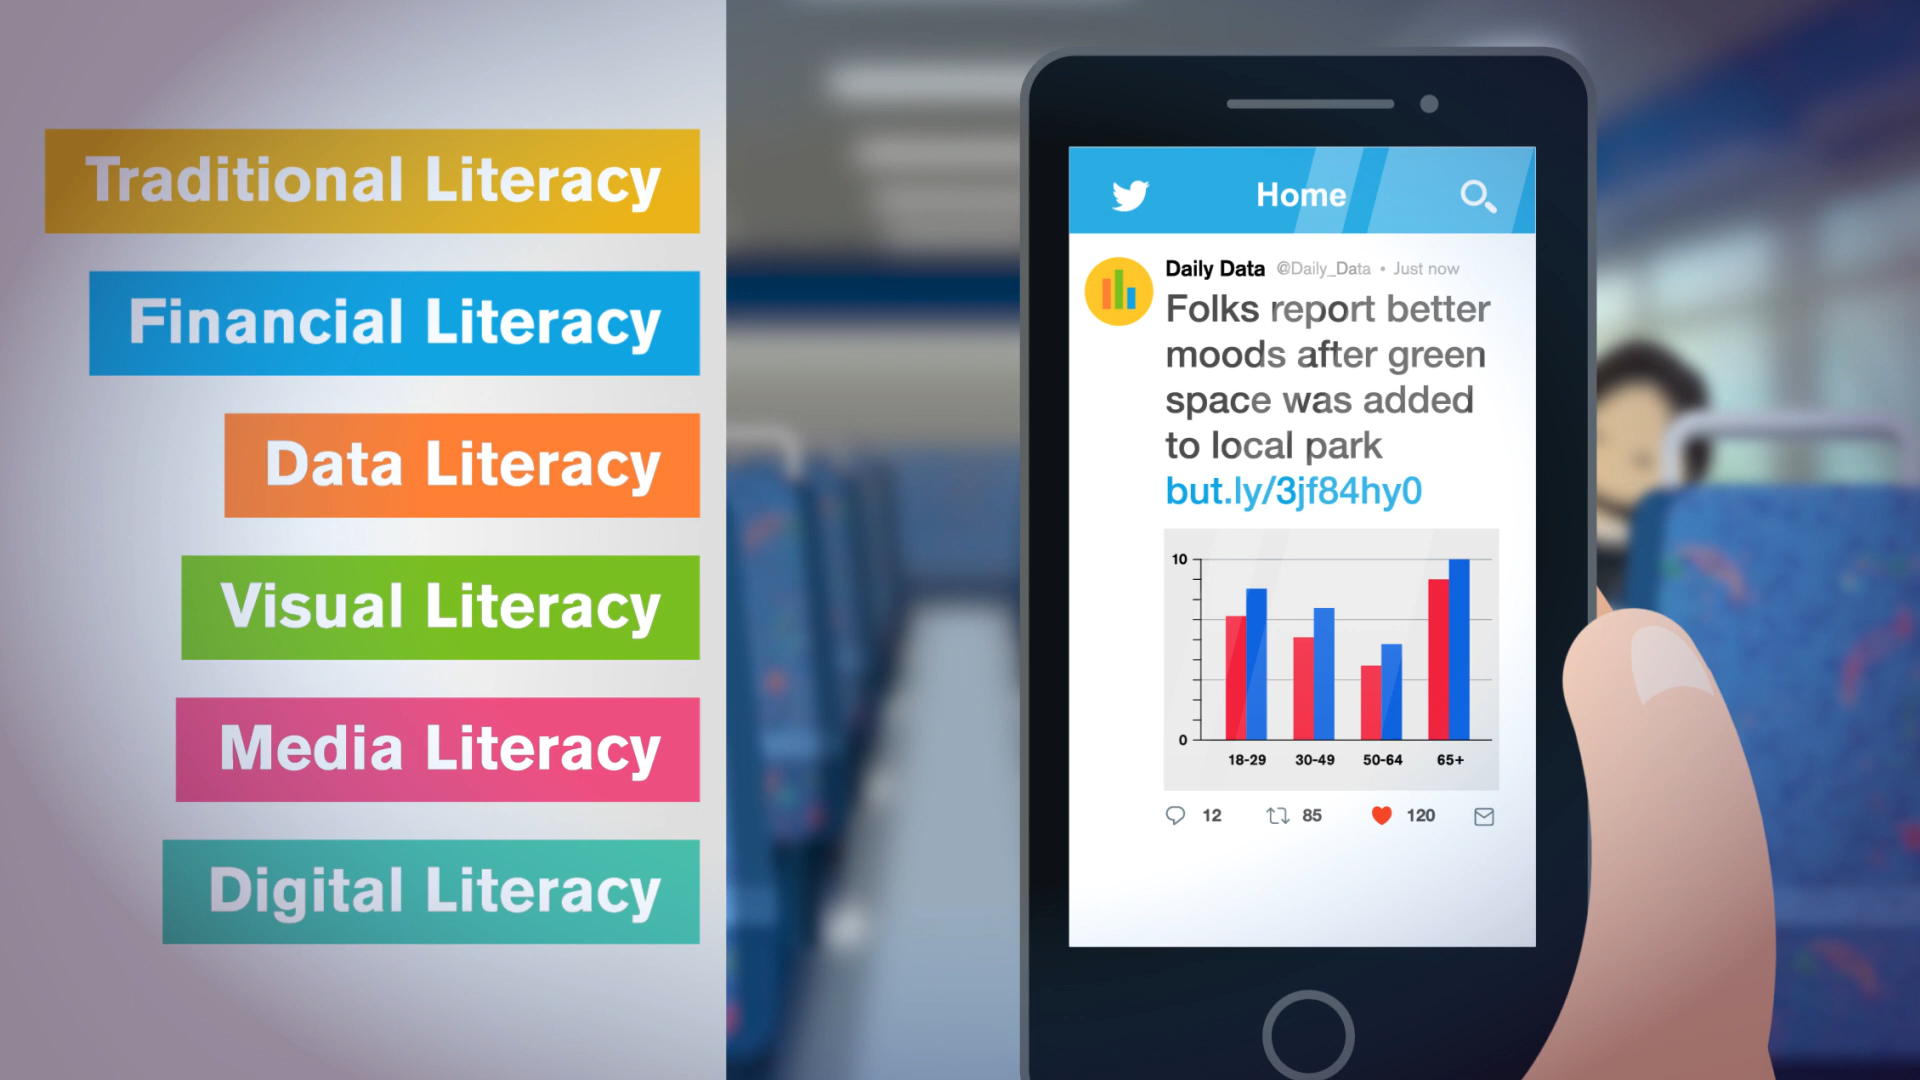 Traditional Literacy
Financial Literacy
Data Literacy
Visual Literacy
Media Literacy
Digital Literacy
Home
Daily Data @Daily_Data • Just now
Folks report better
moods after green
space was added
to local park
but.ly/3jf84hy0
10
0
18-29 30-49 50-64 65+
12 85 120